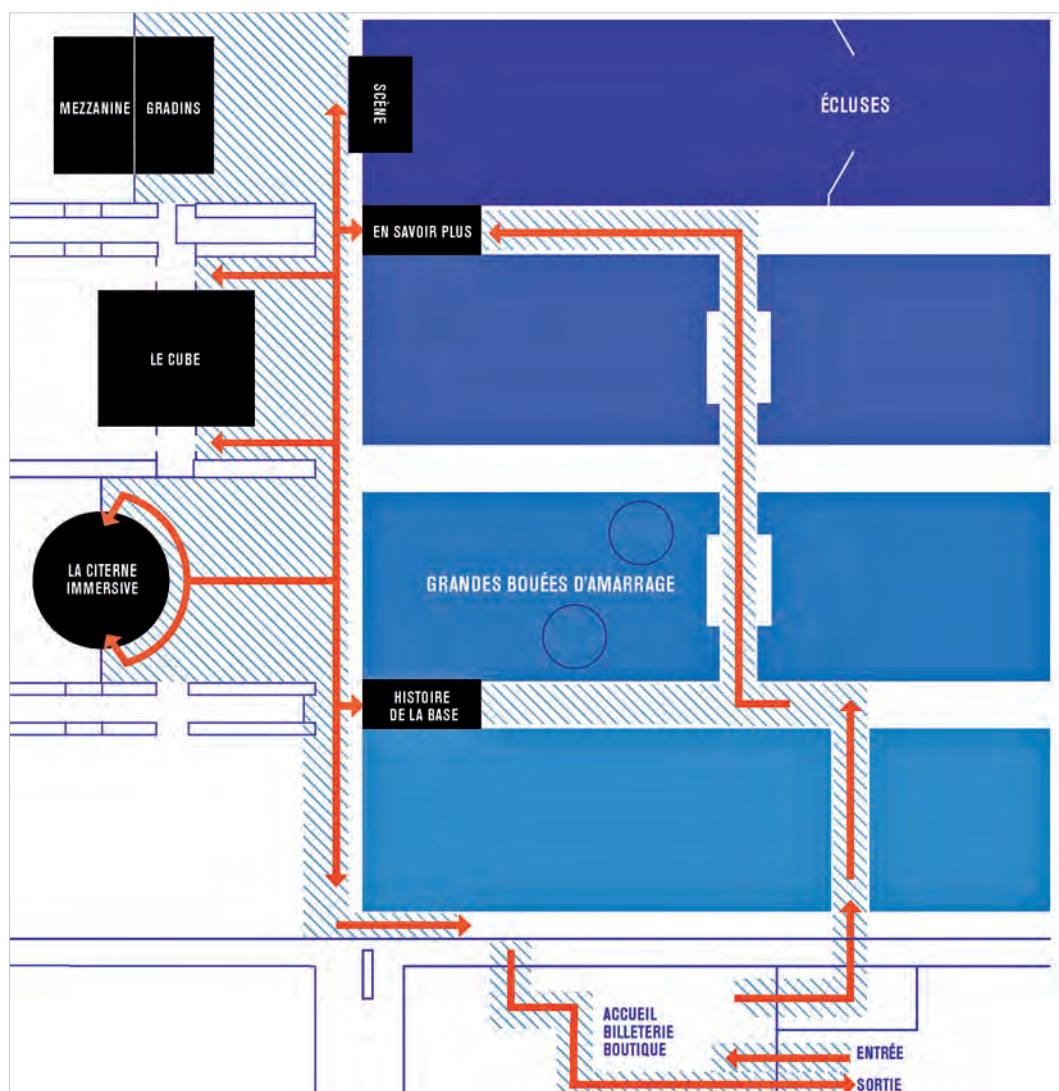 MEZZANINE
GRADINS
SCÈNE
ÉCLUSES
EN SAVOIR PLUS
LE CUBE
LA CITERNE
IMMERSIVE
GRANDES BOUÉES D'AMARRAGE
HISTOIRE
DE LA BASE
ACCUEIL
BILLETERIE
BOUTIQUE
ENTRÉE
SORTIE